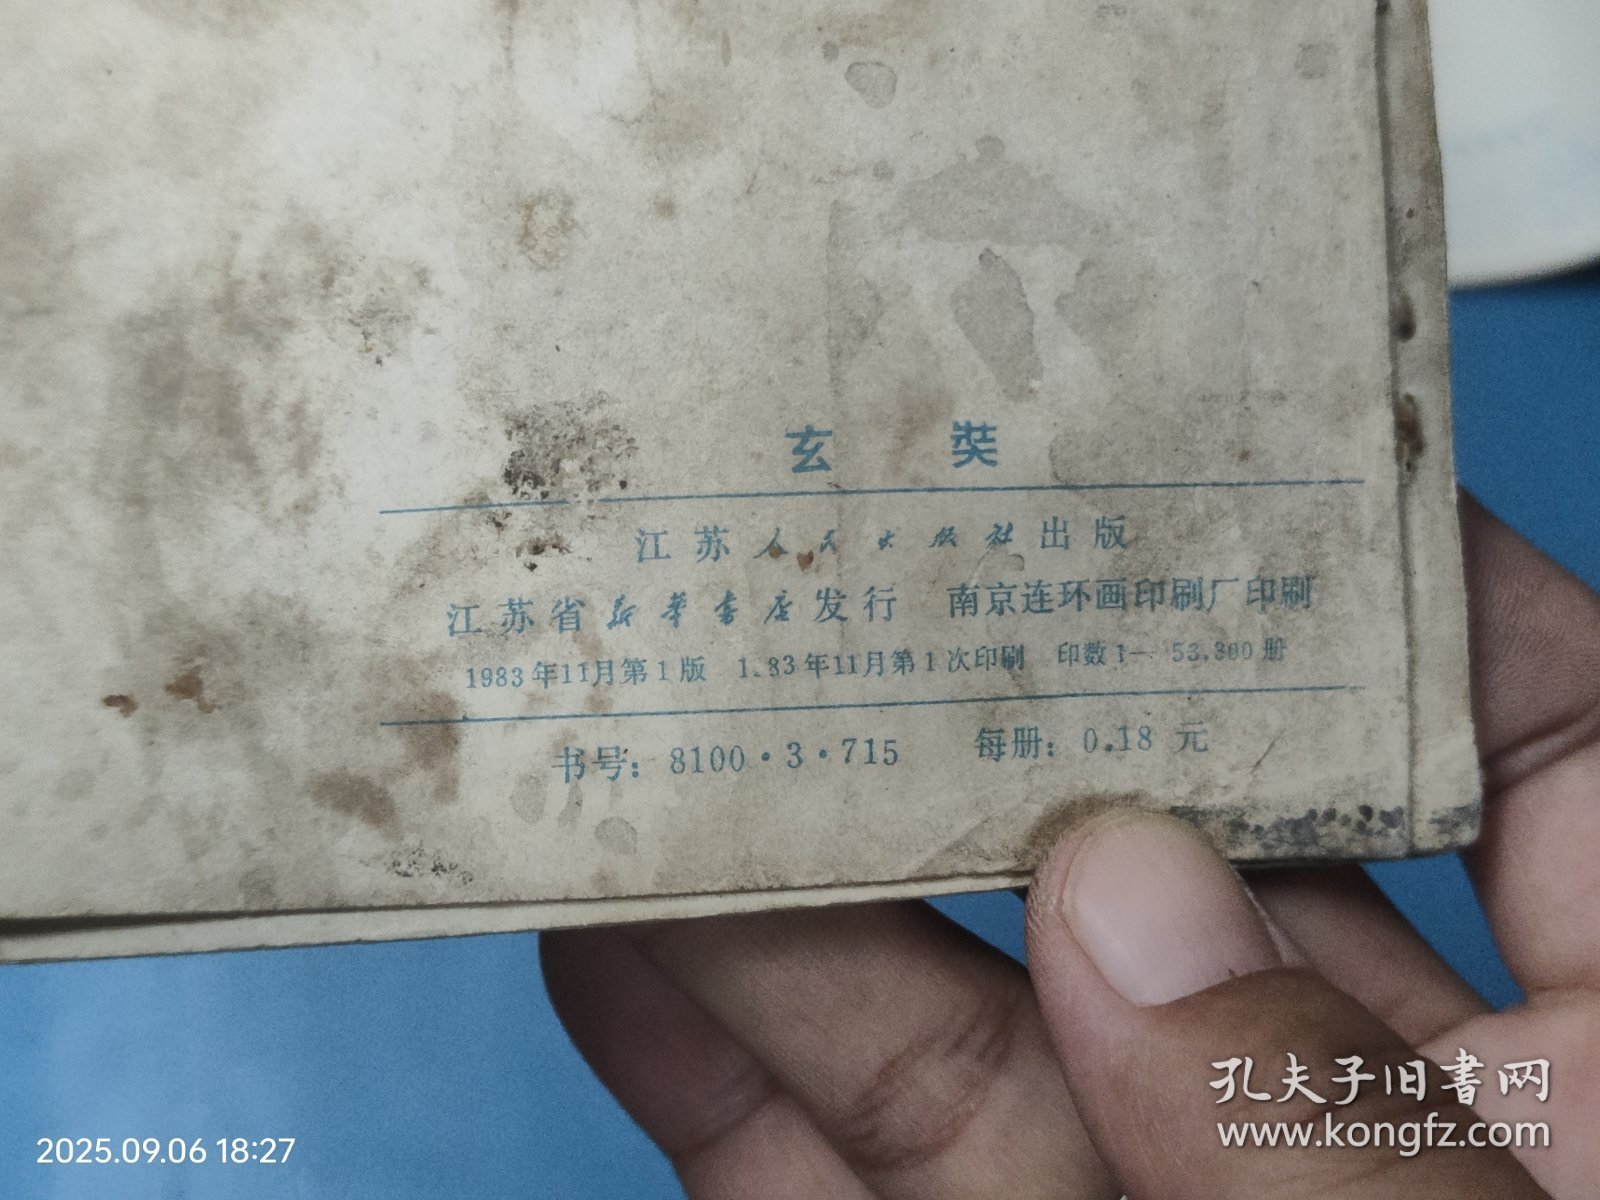 玄 奘
江苏人民出版社出版
江苏省新华书店发行 南京连环画印刷厂印刷
1983年11月第1版 1983年11月第1次印刷 印数1—53,300册
书号：8100·3·715 每册：0.18 元
孔夫子旧书网
www.kongfz.com
2025.09.06 18:27